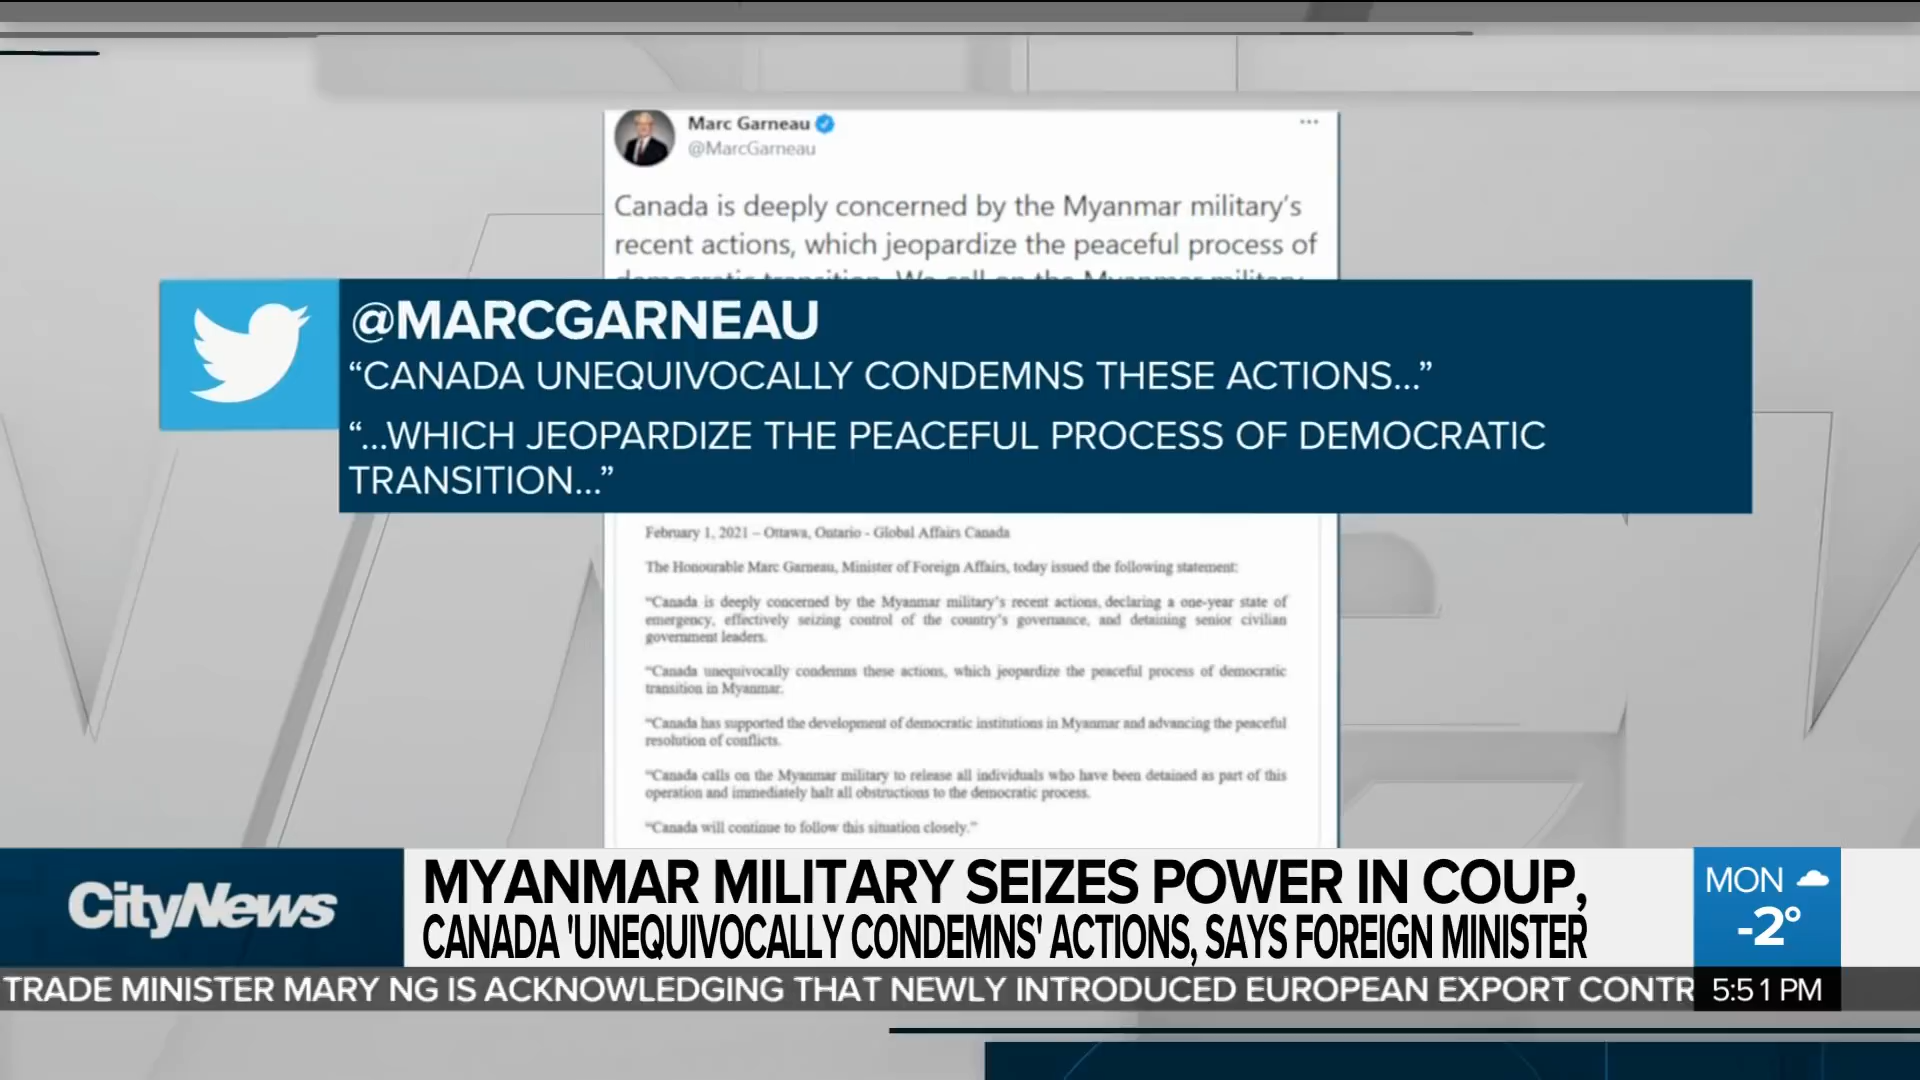 Marc Garneau
@MarcGarneau
Canada is deeply concerned by the Myanmar military's
recent actions, which jeopardize the peaceful process of
democratic transition. We call on the Myanmar military
@MARCGARNEAU
“CANADA UNEQUIVOCALLY CONDEMNS THESE ACTIONS...”
“...WHICH JEOPARDIZE THE PEACEFUL PROCESS OF DEMOCRATIC
TRANSITION...”
February 1, 2021 – Ottawa, Ontario - Global Affairs Canada
The Honourable Marc Garneau, Minister of Foreign Affairs, today issued the following statement:
“Canada is deeply concerned by the Myanmar military's recent actions, declaring a one-year state of
emergency, effectively seizing control of the country's governance, and detaining senior civilian
government leaders.
“Canada unequivocally condemns these actions, which jeopardize the peaceful process of democratic
transition in Myanmar.
“Canada has supported the development of democratic institutions in Myanmar and advancing the peaceful
resolution of conflicts.
“Canada calls on the Myanmar military to release all individuals who have been detained as part of this
operation and immediately halt all obstructions to the democratic process.
“Canada will continue to follow this situation closely.”
CityNews
MYANMAR MILITARY SEIZES POWER IN COUP,
CANADA 'UNEQUIVOCALLY CONDEMNS' ACTIONS, SAYS FOREIGN MINISTER
MON
-2°
TRADE MINISTER MARY NG IS ACKNOWLEDGING THAT NEWLY INTRODUCED EUROPEAN EXPORT CONTR
5:51 PM